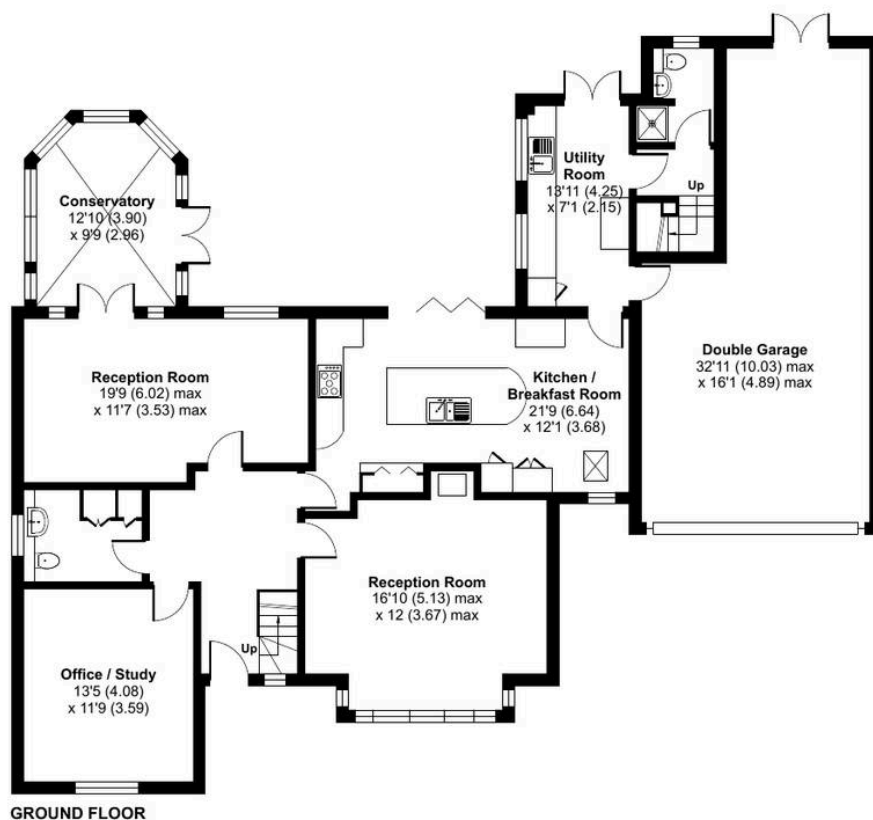 Conservatory
12'10 (3.90)
x 9'9 (2.96)
Utility
Room
13'11 (4.25)
x 7'1 (2.15)
Up
Reception Room
19'9 (6.02) max
x 11'7 (3.53) max
Kitchen /
Breakfast Room
21'9 (6.64)
x 12'1 (3.68)
Double Garage
32'11 (10.03) max
x 16'1 (4.89) max
Reception Room
16'10 (5.13) max
x 12 (3.67) max
Up
Office / Study
13'5 (4.08)
x 11'9 (3.59)
GROUND FLOOR